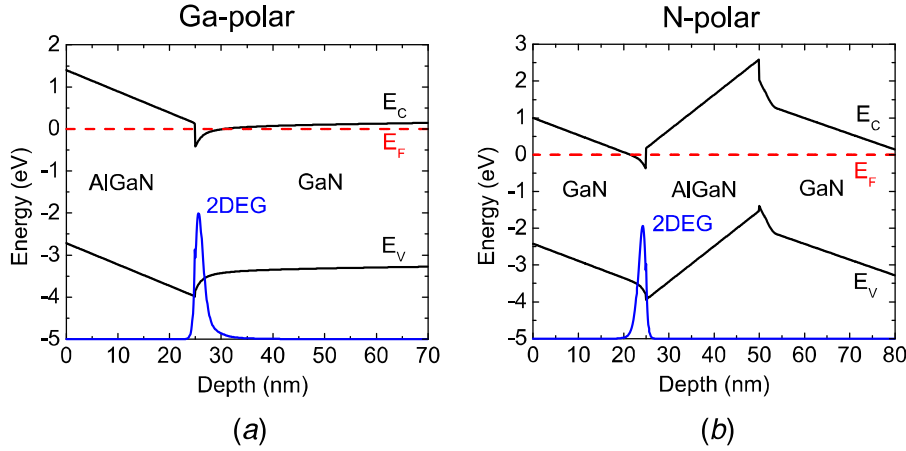 Ga-polar
2
1
0
-1
-2
-3
-4
-5
Energy (eV)
E_C
E_F
AlGaN
GaN
2DEG
E_V
0 10 20 30 40 50 60 70
Depth (nm)
(a)
N-polar
3
2
1
0
-1
-2
-3
-4
-5
Energy (eV)
E_C
E_F
GaN
AlGaN
GaN
2DEG
E_V
0 10 20 30 40 50 60 70 80
Depth (nm)
(b)